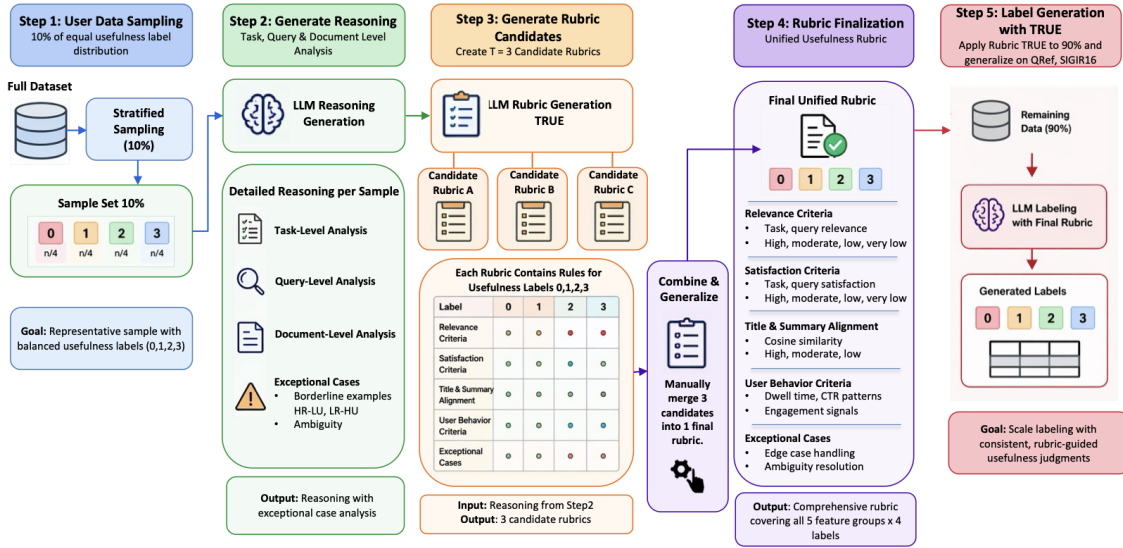 Step 1: User Data Sampling
10% of equal usefulness label
distribution
Full Dataset
Stratified
Sampling
(10%)
Sample Set 10%
0 1 2 3
n/4 n/4 n/4 n/4
Goal: Representative sample with
balanced usefulness labels (0,1,2,3)
Step 2: Generate Reasoning
Task, Query & Document Level
Analysis
LLM Reasoning
Generation
Detailed Reasoning per Sample
Task-Level Analysis
Query-Level Analysis
Document-Level Analysis
Exceptional Cases
• Borderline examples
HR-LU, LR-HU
• Ambiguity
Output: Reasoning with
exceptional case analysis
Step 3: Generate Rubric
Candidates
Create T = 3 Candidate Rubrics
LLM Rubric Generation
TRUE
Candidate
Rubric A
Candidate
Rubric B
Candidate
Rubric C
Each Rubric Contains Rules for
Usefulness Labels 0,1,2,3
Label 0 1 2 3
Relevance
Criteria
Satisfaction
Criteria
Title & Summary
Alignment
User Behavior
Criteria
Exceptional
Cases
Input: Reasoning from Step2
Output: 3 candidate rubrics
Combine &
Generalize
Manually
merge 3
candidates
into 1 final
rubric.
Step 4: Rubric Finalization
Unified Usefulness Rubric
Final Unified Rubric
0 1 2 3
Relevance Criteria
• Task, query relevance
• High, moderate, low, very low
Satisfaction Criteria
• Task, query satisfaction
• High, moderate, low, very low
Title & Summary Alignment
• Cosine similarity
• High, moderate, low
User Behavior Criteria
• Dwell time, CTR patterns
• Engagement signals
Exceptional Cases
• Edge case handling
• Ambiguity resolution
Output: Comprehensive rubric
covering all 5 feature groups x 4
labels
Step 5: Label Generation
with TRUE
Apply Rubric TRUE to 90% and
generalize on QRef, SIGIR16
Remaining
Data (90%)
LLM Labeling
with Final Rubric
Generated Labels
0 1 2 3
Goal: Scale labeling with
consistent, rubric-guided
usefulness judgments